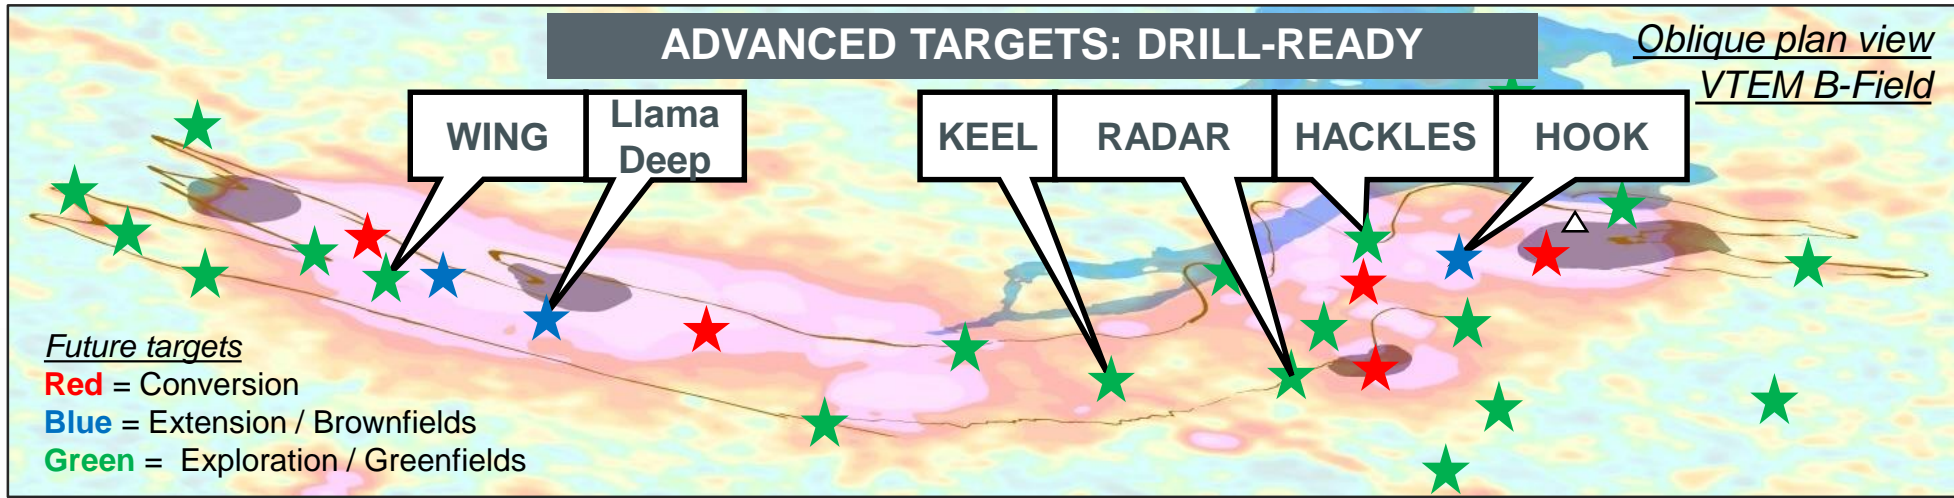 ADVANCED TARGETS: DRILL-READY
Oblique plan view
VTEM B-Field
WING
Llama
Deep
KEEL
RADAR
HACKLES
HOOK
Future targets
Red = Conversion
Blue = Extension / Brownfields
Green = Exploration / Greenfields